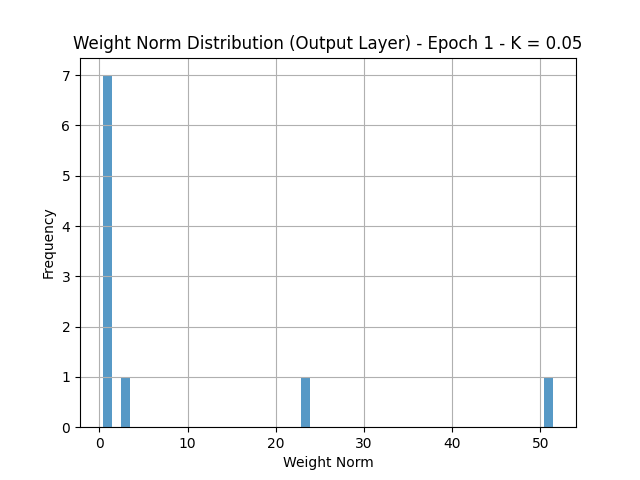 Weight Norm Distribution (Output Layer) - Epoch 1 - K = 0.05
7
6
5
4
3
2
1
0
Frequency
0 10 20 30 40 50
Weight Norm